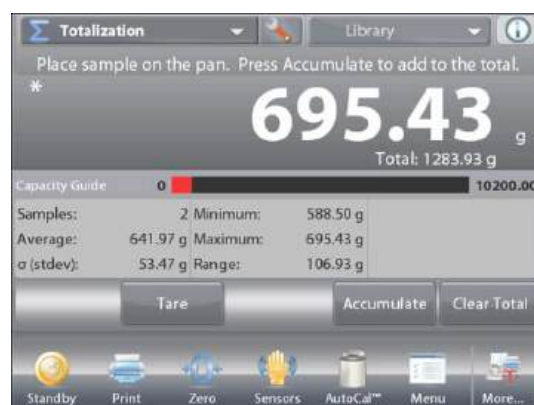 Σ Totalization Library i
Place sample on the pan. Press Accumulate to add to the total.
*
695.43 g
Total: 1283.93 g
Capacity Guide 0 10200.00
Samples: 2 Minimum: 588.50 g
Average: 641.97 g Maximum: 695.43 g
σ (stdev): 53.47 g Range: 106.93 g
Tare Accumulate Clear Total
Standby Print Zero Sensors AutoCal™ Menu More...